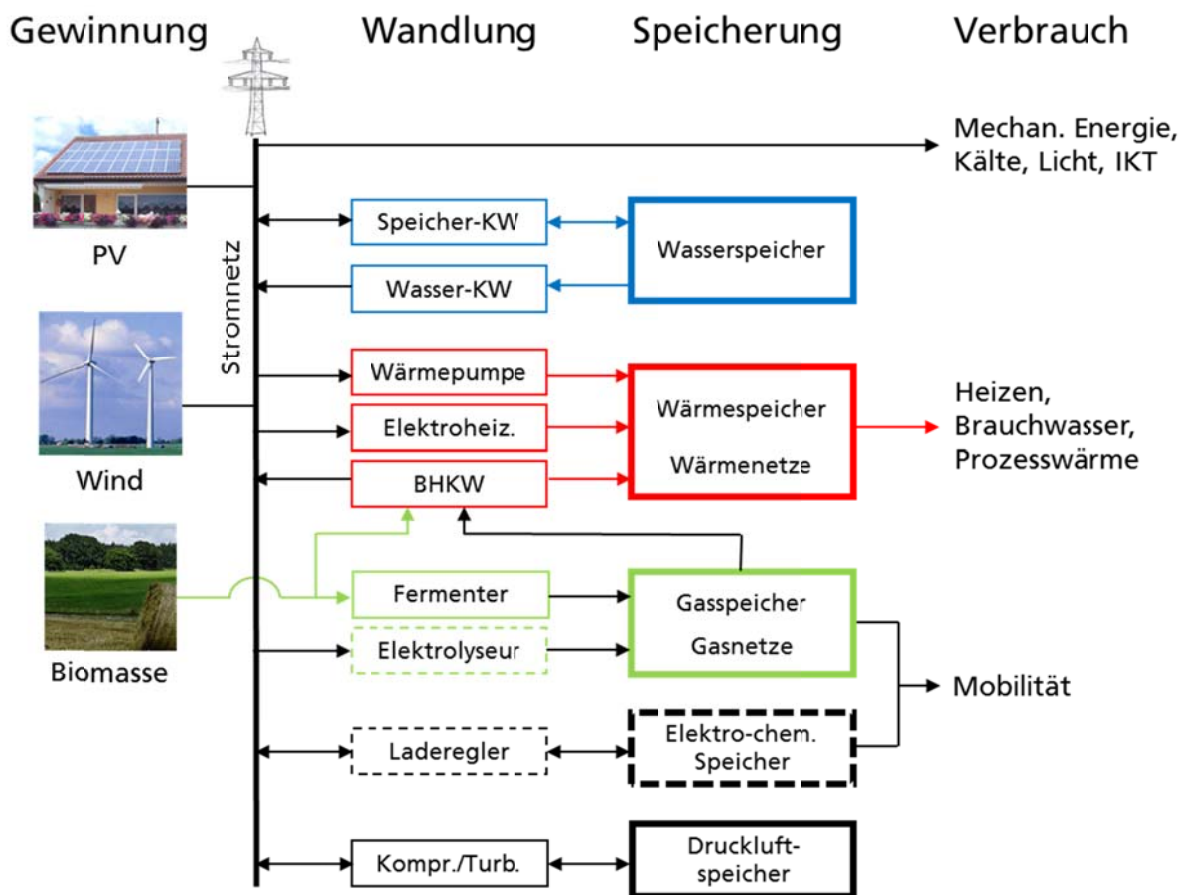 Gewinnung
Wandlung
Speicherung
Verbrauch
PV
Wind
Biomasse
Stromnetz
Speicher-KW
Wasser-KW
Wärmepumpe
Elektroheiz.
BHKW
Fermenter
Elektrolyseur
Laderegler
Kompr./Turb.
Wasserspeicher
Wärmespeicher
Wärmenetze
Gasspeicher
Gasnetze
Elektro-chem.
Speicher
Druckluft-
speicher
Mechan. Energie,
Kälte, Licht, IKT
Heizen,
Brauchwasser,
Prozesswärme
Mobilität